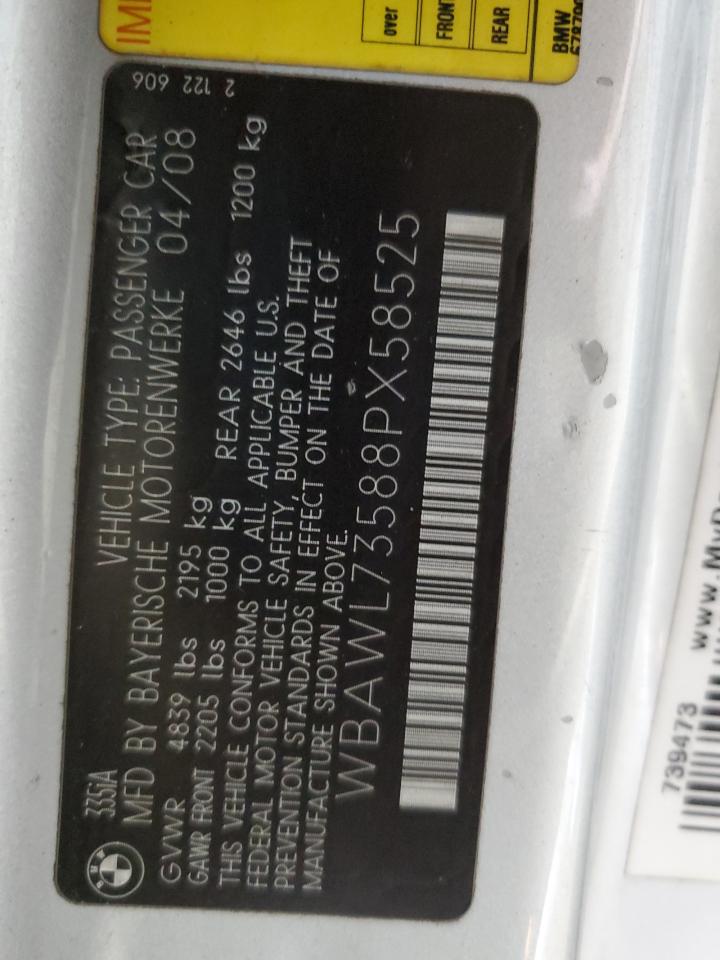 335iA
VEHICLE TYPE: PASSENGER CAR
MFD BY BAYERISCHE MOTORENWERKE 04/08
GVWR 4839 lbs 2195 kg
GAWR FRONT 2205 lbs 1000 kg REAR 2646 lbs 1200 kg
THIS VEHICLE CONFORMS TO ALL APPLICABLE U.S.
FEDERAL MOTOR VEHICLE SAFETY, BUMPER AND THEFT
PREVENTION STANDARDS IN EFFECT ON THE DATE OF
MANUFACTURE SHOWN ABOVE.
WBAWL73588PX58525
2 122 606
over
FRONT
REAR
BMW
739473